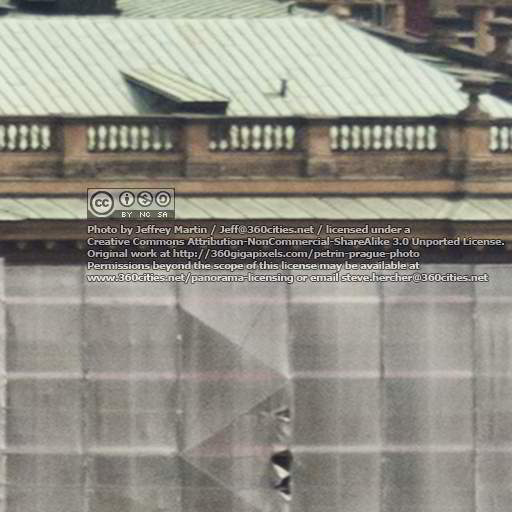 cc
BY NC SA
Photo by Jeffrey Martin / Jeff@360cities.net / licensed under a
Creative Commons Attribution-NonCommercial-ShareAlike 3.0 Unported License.
Original work at http://360gigapixels.com/petrin-prague-photo
Permissions beyond the scope of this license may be available at
www.360cities.net/panorama-licensing or email steve.hercher@360cities.net